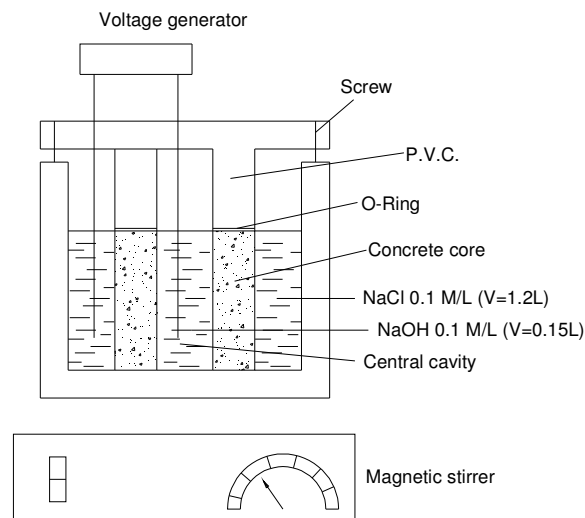 Voltage generator
Screw
P.V.C.
O-Ring
Concrete core
NaCl 0.1 M/L (V=1.2L)
NaOH 0.1 M/L (V=0.15L)
Central cavity
Magnetic stirrer